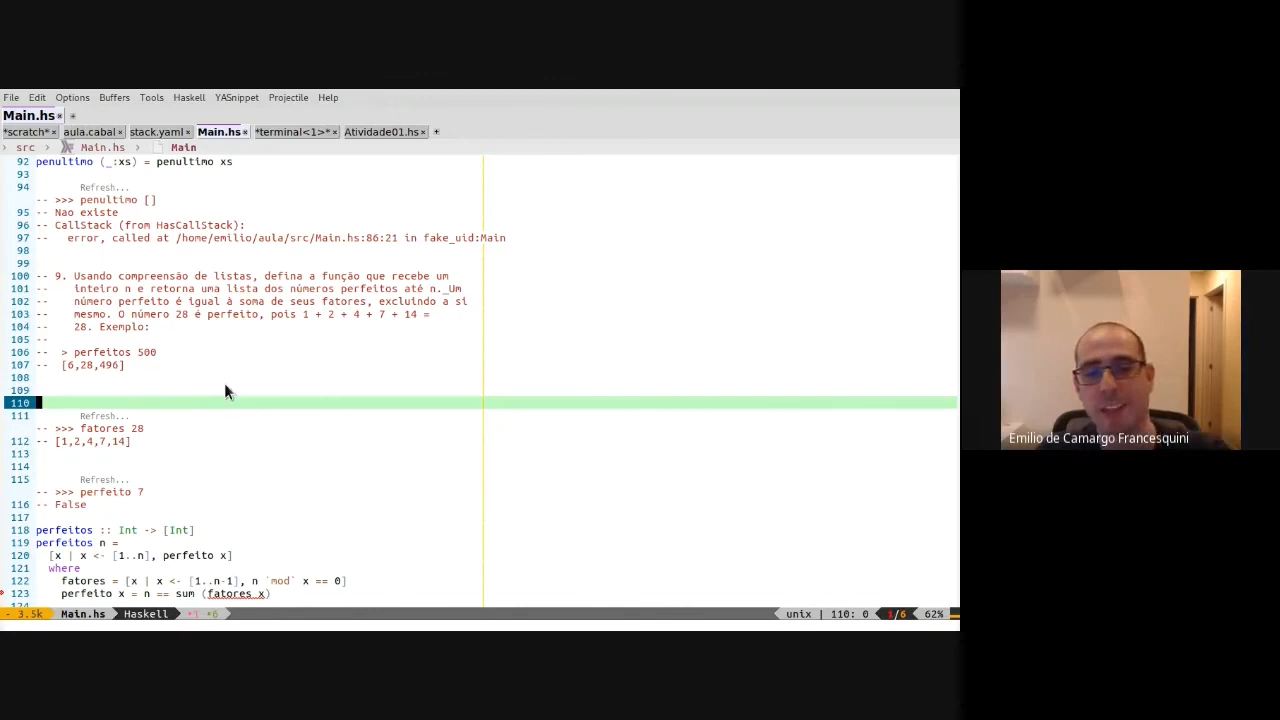 File Edit Options Buffers Tools Haskell YASnippet Projectile Help
Main.hs
*scratch* aula.cabal stack.yaml Main.hs *terminal<1>* Atividade01.hs
src Main.hs Main
92 penultimo (_:xs) = penultimo xs
93
94 Refresh...
-- >>> penultimo []
95 -- Nao existe
96 -- CallStack (from HasCallStack):
97 --   error, called at /home/emilio/aula/src/Main.hs:86:21 in fake_uid:Main
98
99
100 -- 9. Usando compreensão de listas, defina a função que recebe um
101 --    inteiro n e retorna uma lista dos números perfeitos até n._Um
102 --    número perfeito é igual à soma de seus fatores, excluindo a si
103 --    mesmo. O número 28 é perfeito, pois 1 + 2 + 4 + 7 + 14 =
104 --    28. Exemplo:
105 --
106 --  > perfeitos 500
107 --  [6,28,496]
108
109
110
111 Refresh...
-- >>> fatores 28
112 -- [1,2,4,7,14]
113
114
115 Refresh...
-- >>> perfeito 7
116 -- False
117
118 perfeitos :: Int -> [Int]
119 perfeitos n =
120   [x | x <- [1..n], perfeito x]
121   where
122     fatores = [x | x <- [1..n-1], n `mod` x == 0]
123     perfeito x = n == sum (fatores x)
- 3.5k Main.hs Haskell •1 •6 unix | 110: 0 1/6 62%
Emilio de Camargo Francesquini